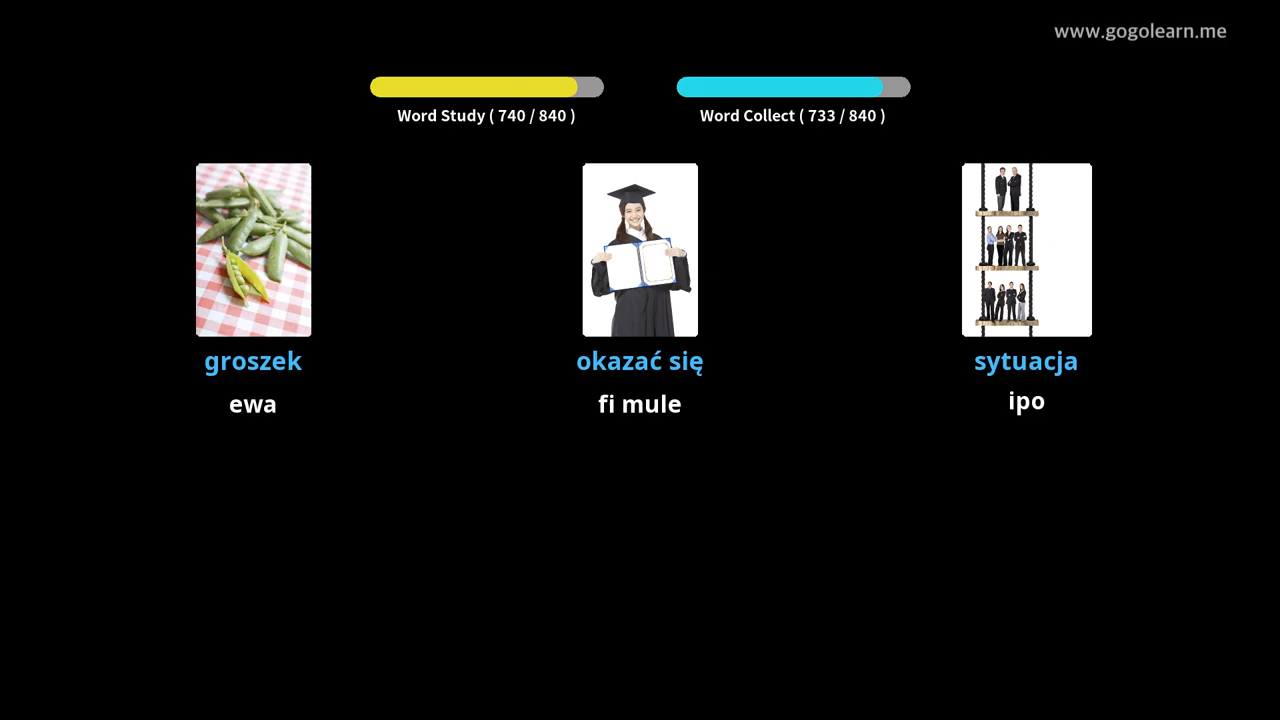 www.gogolearn.me
Word Study ( 740 / 840 )
Word Collect ( 733 / 840 )
groszek
okazać się
sytuacja
ewa
fi mule
ipo